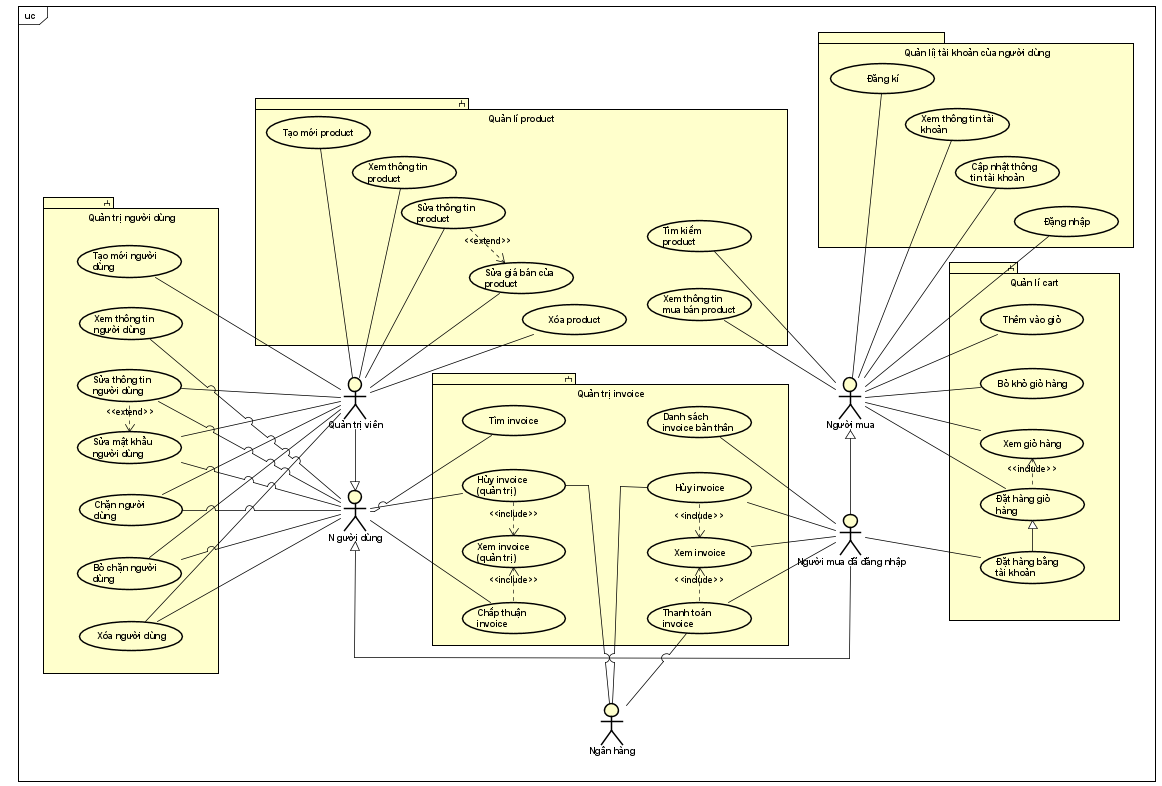 uc
Quản lí product
Tạo mới product
Xem thông tin
product
Sửa thông tin
product
<<extend>>
Sửa giá bán của
product
Xóa product
Tìm kiếm
product
Xem thông tin
mua bán product
Quản lij tài khoản của người dùng
Đăng kí
Xem thông tin tài
khoản
Cập nhật thông
tin tài khoản
Đặng nhập
Quản trị người dùng
Tạo mới người
dùng
Xem thông tin
người dùng
Sửa thông tin
người dùng
<<extend>>
Sửa mật khẩu
người dùng
Chặn người
dùng
Bỏ chặn người
dùng
Xóa người dùng
Quản trị viên
Người dùng
Quản trị invoice
Tìm invoice
Hủy invoice
(quản trị)
<<include>>
Xem invoice
(quản trị)
<<include>>
Chấp thuận
invoice
Danh sách
invoice bản thân
Hủy invoice
<<include>>
Xem invoice
<<include>>
Thanh toán
invoice
Người mua
Người mua đã đăng nhập
Quản lí cart
Thêm vào giỏ
Bỏ khỏ giỏ hàng
Xem giỏ hàng
<<include>>
Đặt hàng giỏ
hàng
Đặt hàng bằng
tài khoản
Ngân hàng